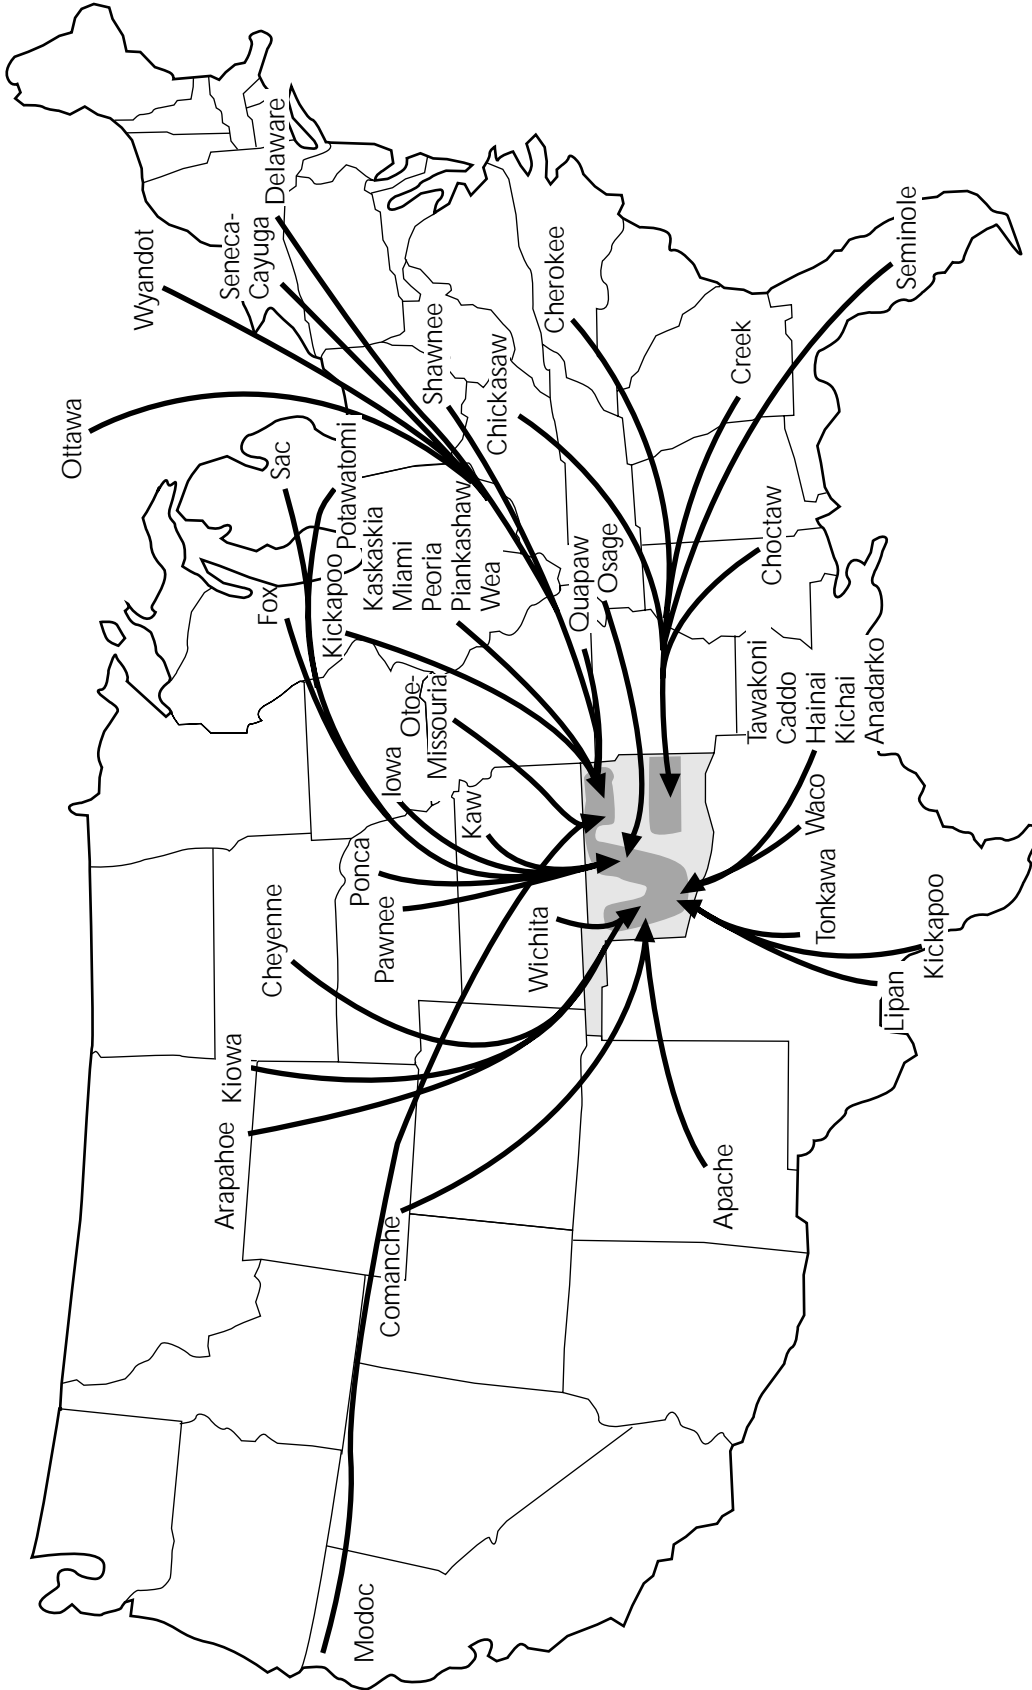 Ottawa
Wyandot
Seneca-
Cayuga
Delaware
Sac
Potawatomi
Shawnee
Chickasaw
Cherokee
Creek
Seminole
Fox
Kickapoo
Kaskaskia
Miami
Peoria
Piankashaw
Wea
Quapaw
Osage
Choctaw
Otoe-
Missouria
Iowa
Kaw
Ponca
Pawnee
Cheyenne
Wichita
Kiowa
Arapahoe
Comanche
Modoc
Apache
Tawakoni
Caddo
Hainai
Kichai
Anadarko
Waco
Tonkawa
Kickapoo
Lipan